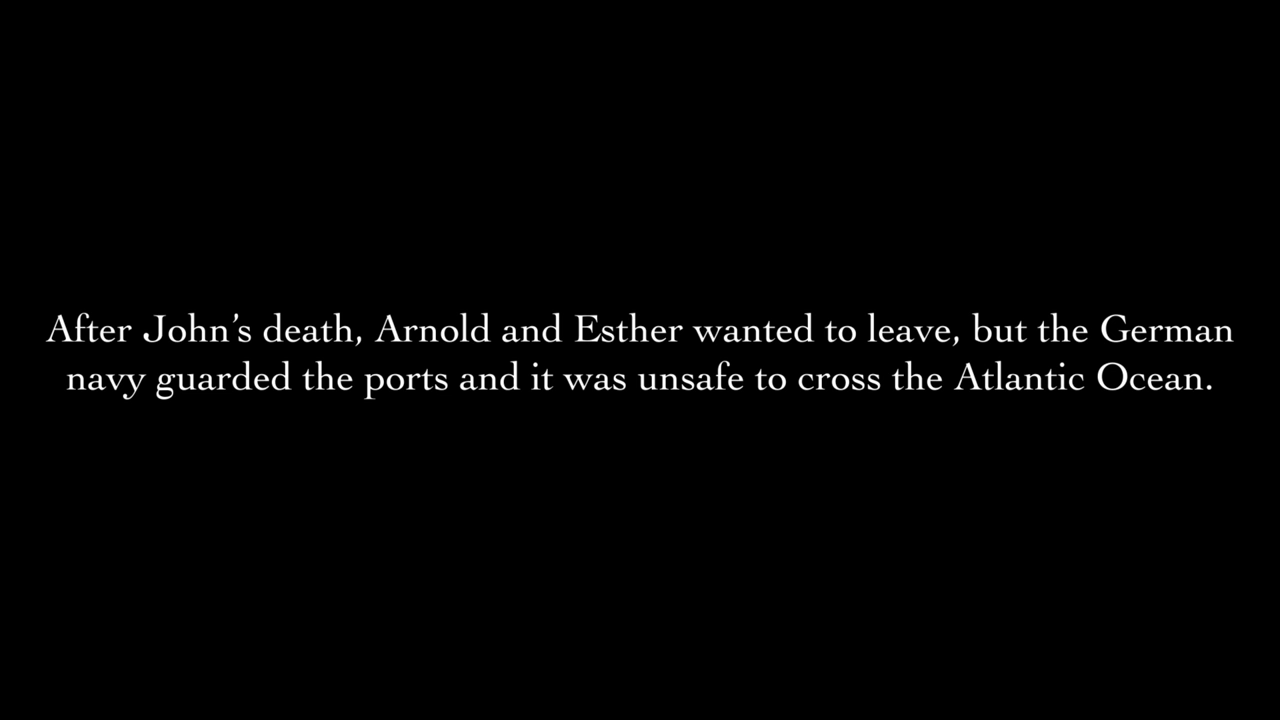 After John’s death, Arnold and Esther wanted to leave, but the German
navy guarded the ports and it was unsafe to cross the Atlantic Ocean.